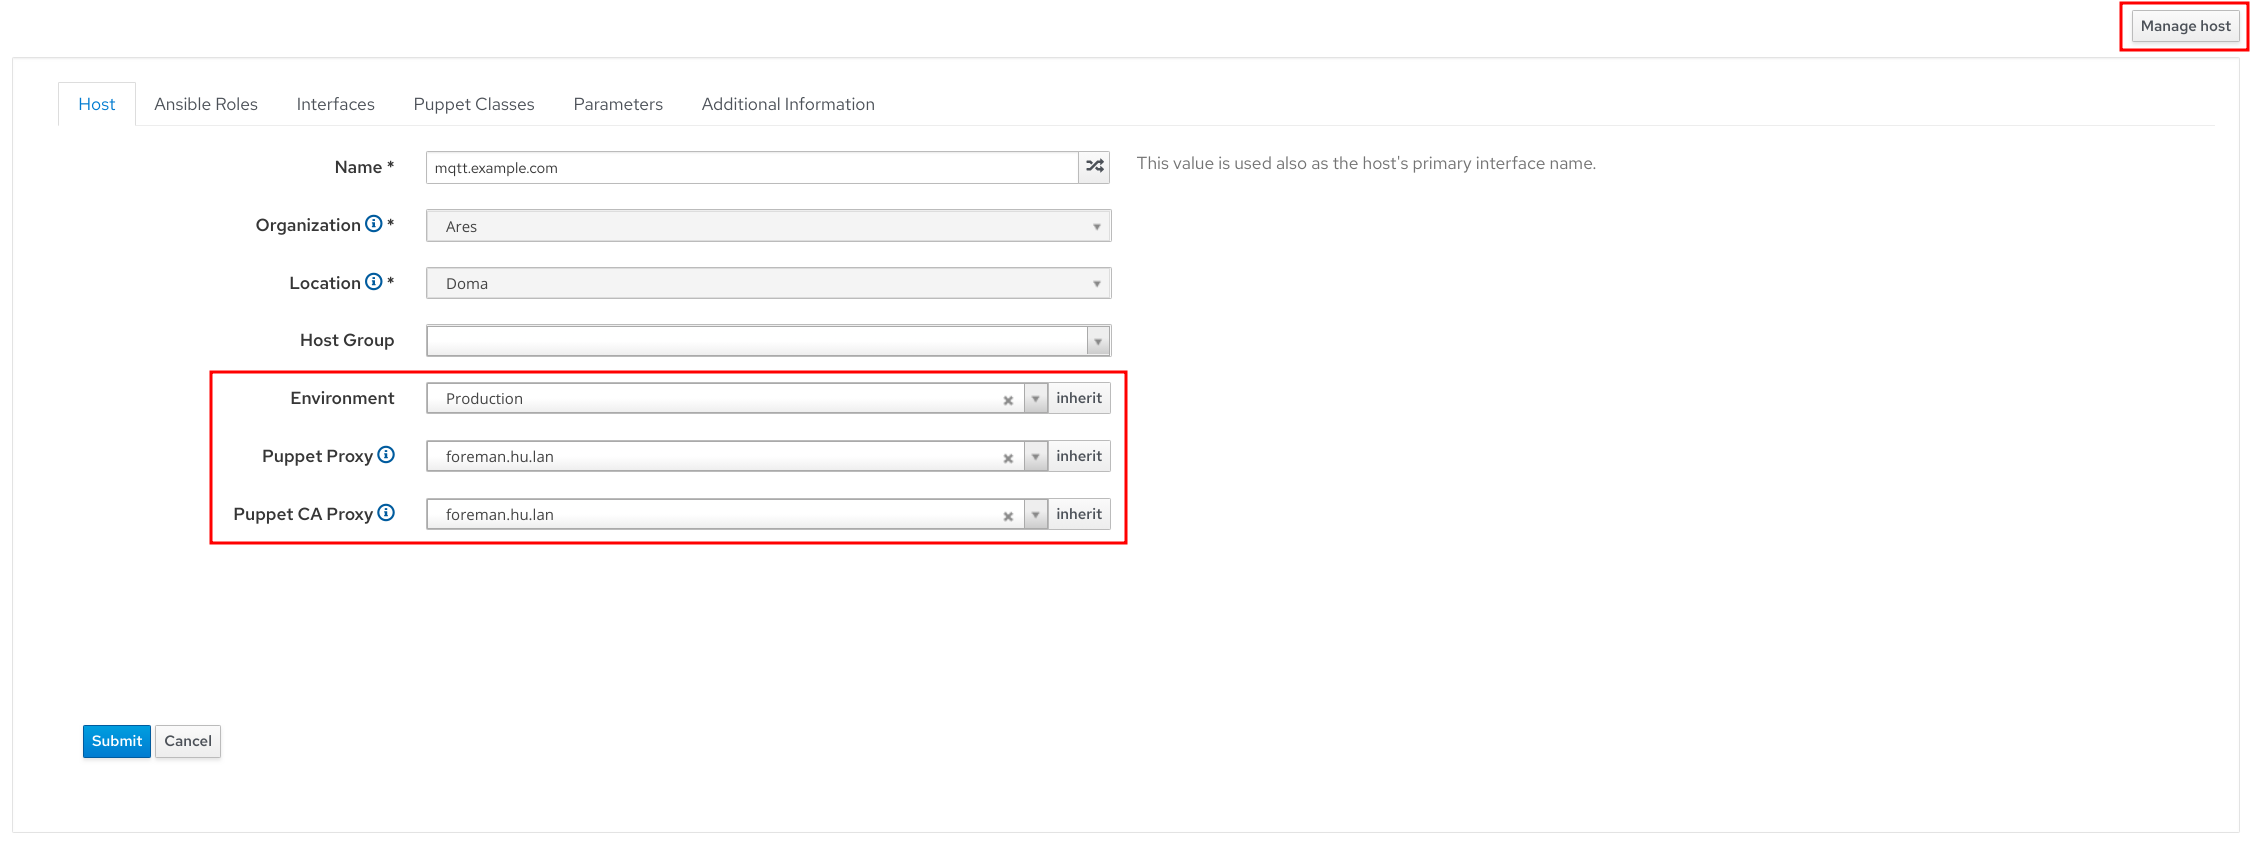 Manage host
Host Ansible Roles Interfaces Puppet Classes Parameters Additional Information
Name * mqtt.example.com This value is used also as the host's primary interface name.
Organization * Ares
Location * Doma
Host Group
Environment Production inherit
Puppet Proxy foreman.hu.lan inherit
Puppet CA Proxy foreman.hu.lan inherit
Submit Cancel